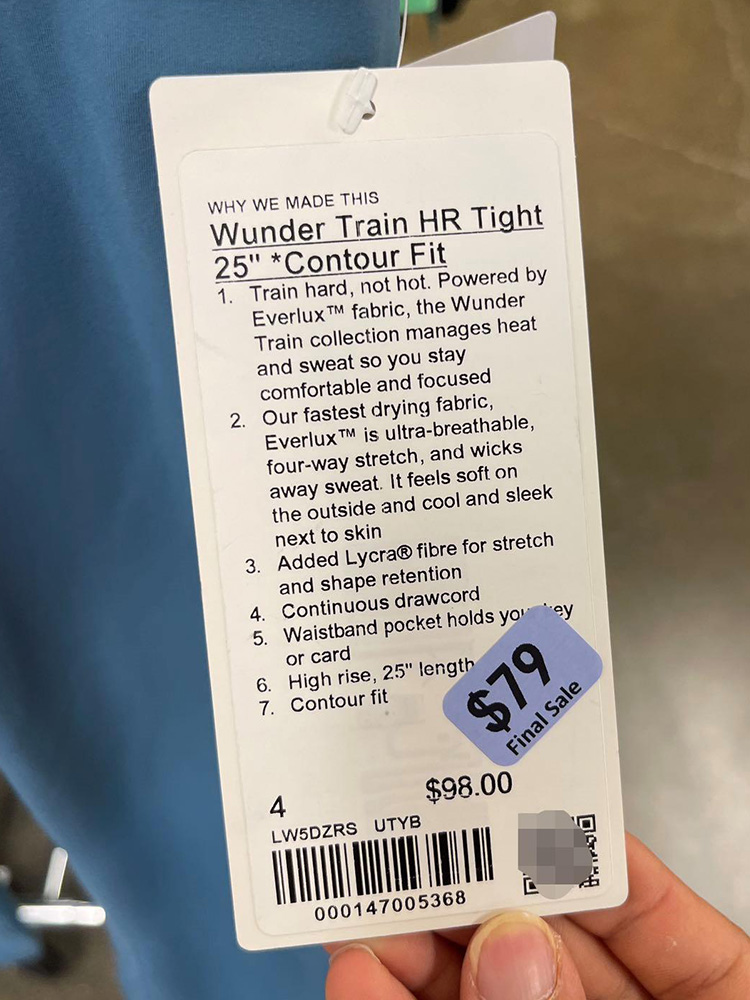 WHY WE MADE THIS
Wunder Train HR Tight
25" *Contour Fit
1. Train hard, not hot. Powered by
Everlux™ fabric, the Wunder
Train collection manages heat
and sweat so you stay
comfortable and focused
2. Our fastest drying fabric,
Everlux™ is ultra-breathable,
four-way stretch, and wicks
away sweat. It feels soft on
the outside and cool and sleek
next to skin
3. Added Lycra® fibre for stretch
and shape retention
4. Continuous drawcord
5. Waistband pocket holds
or card
6. High rise, 25" length
7. Contour fit
$79
Final Sale
4
$98.00
LW5DZRS UTYB
000147005368